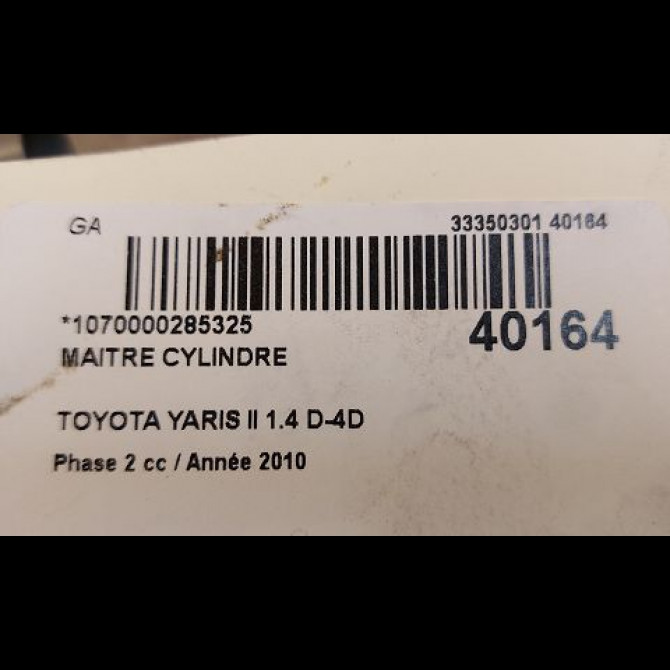 GA 33350301 40164
*1070000285325 40164
MAITRE CYLINDRE
TOYOTA YARIS II 1.4 D-4D
Phase 2 cc / Année 2010